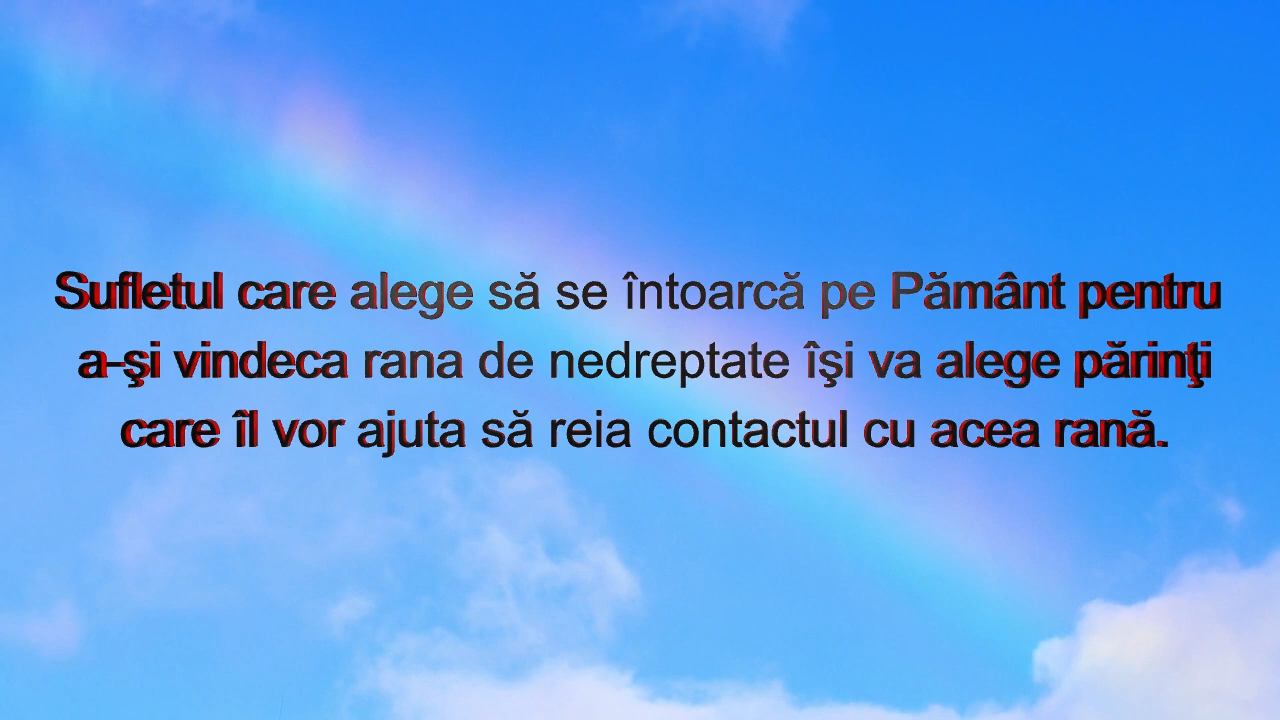 Sufletul care alege să se întoarcă pe Pământ pentru
a-şi vindeca rana de nedreptate îşi va alege părinţi
care îl vor ajuta să reia contactul cu acea rană.